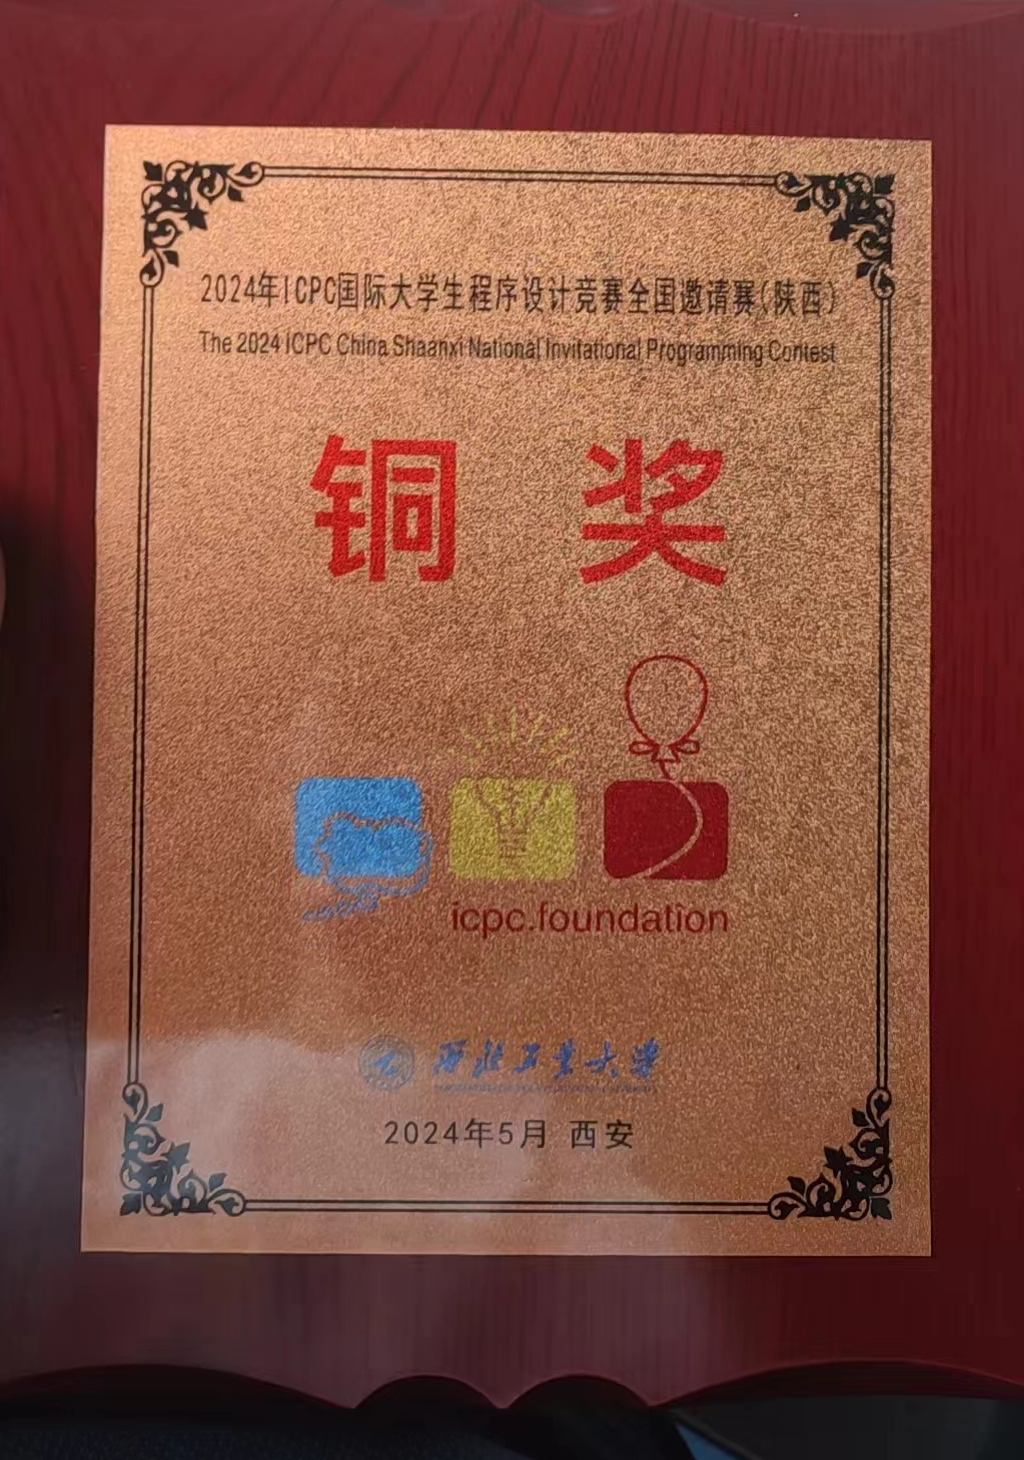 2024年ICPC国际大学生程序设计竞赛全国邀请赛(陕西)
The 2024 ICPC China Shaanxi National Invitational Programming Contest
铜 奖
icpc.foundation
西北工业大学
2024年5月 西安